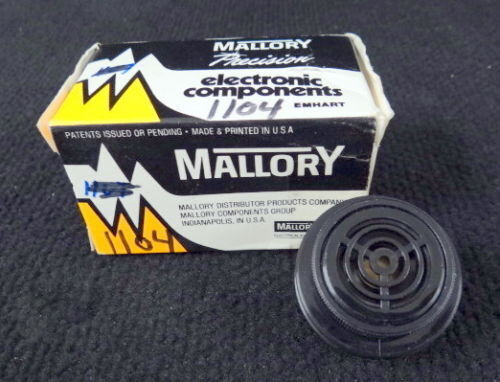 MALLORY
Precision
electronic
components
1104
EMHART
PATENTS ISSUED OR PENDING • MADE & PRINTED IN U.S.A
MALLORY
MALLORY DISTRIBUTOR PRODUCTS COMPANY
MALLORY COMPONENTS GROUP
INDIANAPOLIS, IN U.S.A.
MALLORY
1104